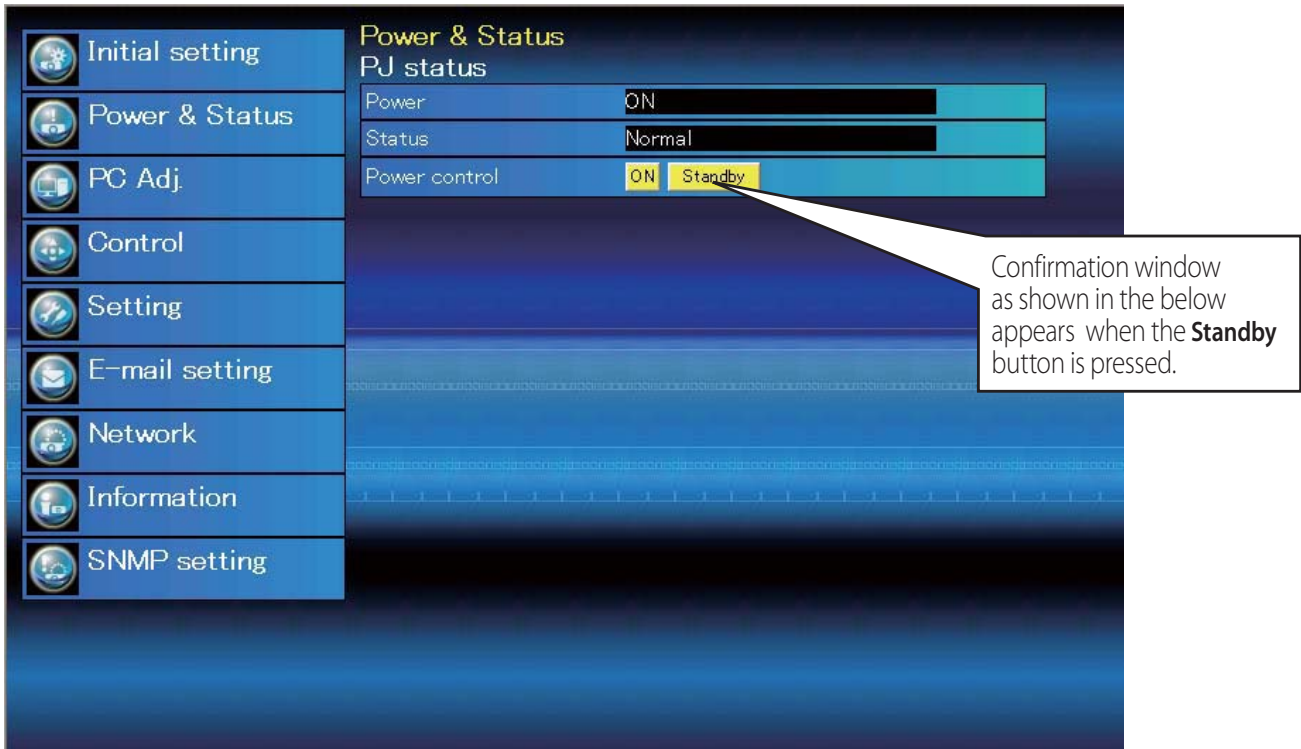 Initial setting
Power & Status
PC Adj.
Control
Setting
E-mail setting
Network
Information
SNMP setting
Power & Status
PJ status
Power ON
Status Normal
Power control ON Standby
Confirmation window
as shown in the below
appears when the Standby
button is pressed.